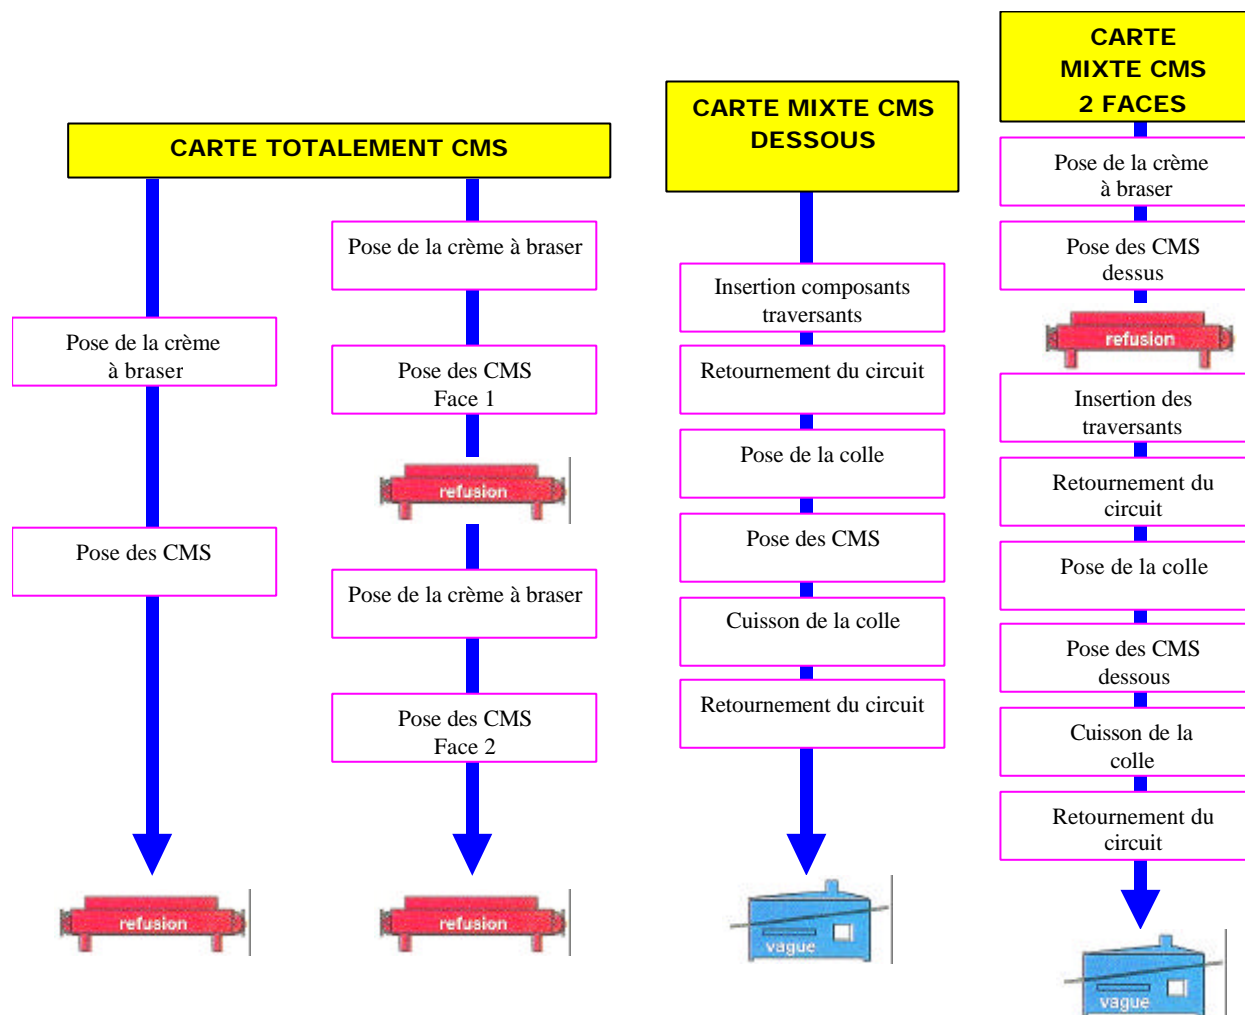 CARTE TOTALEMENT CMS
Pose de la crème
à braser
Pose des CMS
refusion
Pose de la crème à braser
Pose des CMS
Face 1
refusion
Pose de la crème à braser
Pose des CMS
Face 2
refusion
CARTE MIXTE CMS
DESSOUS
Insertion composants
traversants
Retournement du circuit
Pose de la colle
Pose des CMS
Cuisson de la colle
Retournement du circuit
vague
CARTE
MIXTE CMS
2 FACES
Pose de la crème
à braser
Pose des CMS
dessus
refusion
Insertion des
traversants
Retournement du
circuit
Pose de la colle
Pose des CMS
dessous
Cuisson de la
colle
Retournement du
circuit
vague